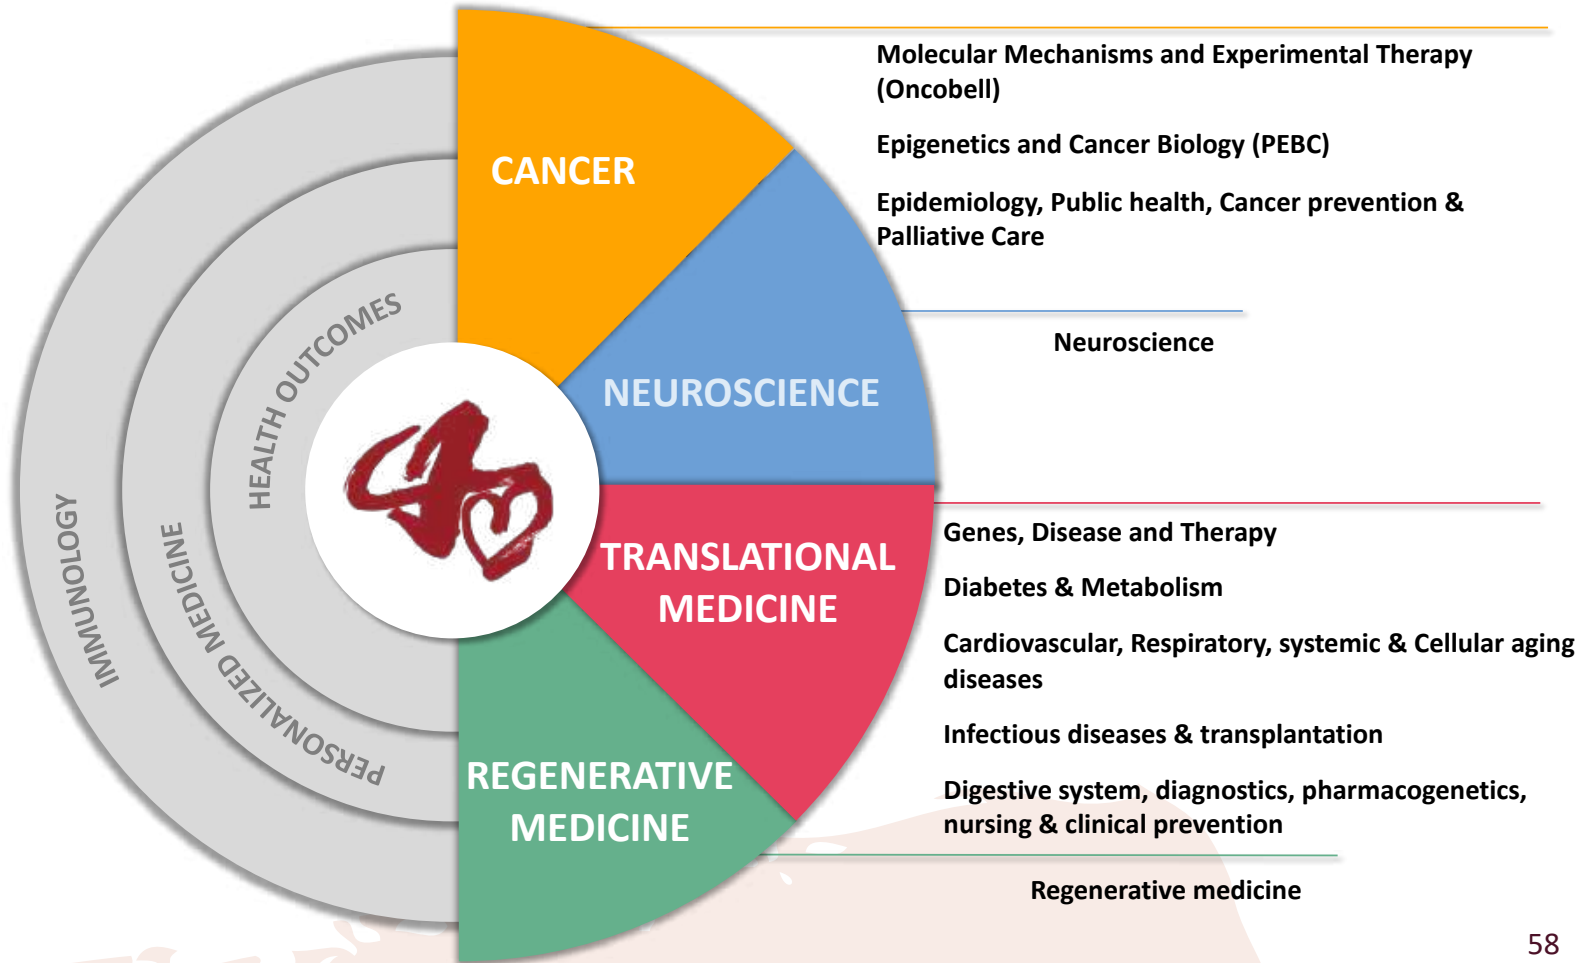 CANCER
NEUROSCIENCE
TRANSLATIONAL
MEDICINE
REGENERATIVE
MEDICINE
HEALTH OUTCOMES
PERSONALIZED MEDICINE
IMMUNOLOGY
Molecular Mechanisms and Experimental Therapy
(Oncobell)
Epigenetics and Cancer Biology (PEBC)
Epidemiology, Public health, Cancer prevention &
Palliative Care
Neuroscience
Genes, Disease and Therapy
Diabetes & Metabolism
Cardiovascular, Respiratory, systemic & Cellular aging
diseases
Infectious diseases & transplantation
Digestive system, diagnostics, pharmacogenetics,
nursing & clinical prevention
Regenerative medicine
58